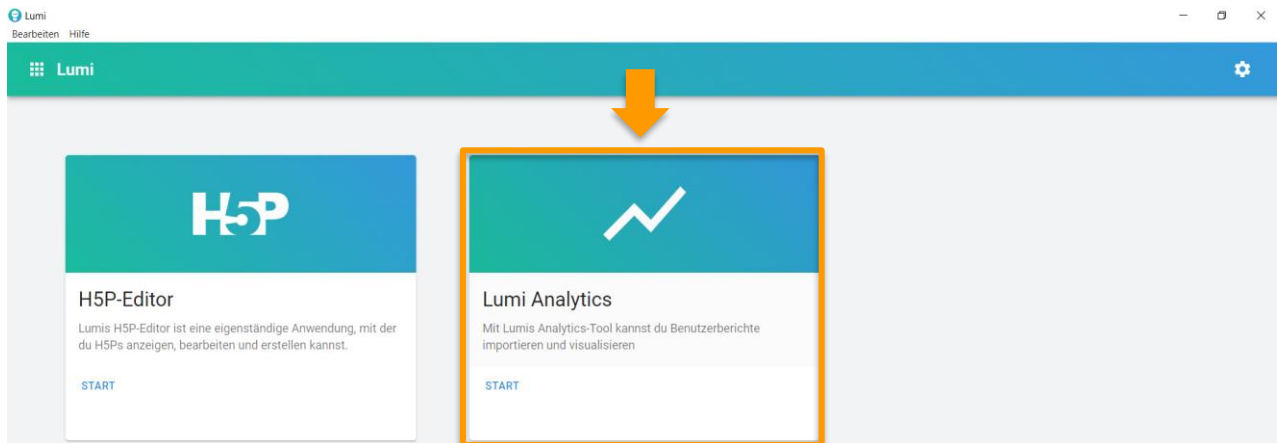 Lumi
Bearbeiten Hilfe
Lumi
H5P
H5P-Editor
Lumis H5P-Editor ist eine eigenständige Anwendung, mit der
du H5Ps anzeigen, bearbeiten und erstellen kannst.
START
Lumi Analytics
Mit Lumis Analytics-Tool kannst du Benutzerberichte
importieren und visualisieren
START